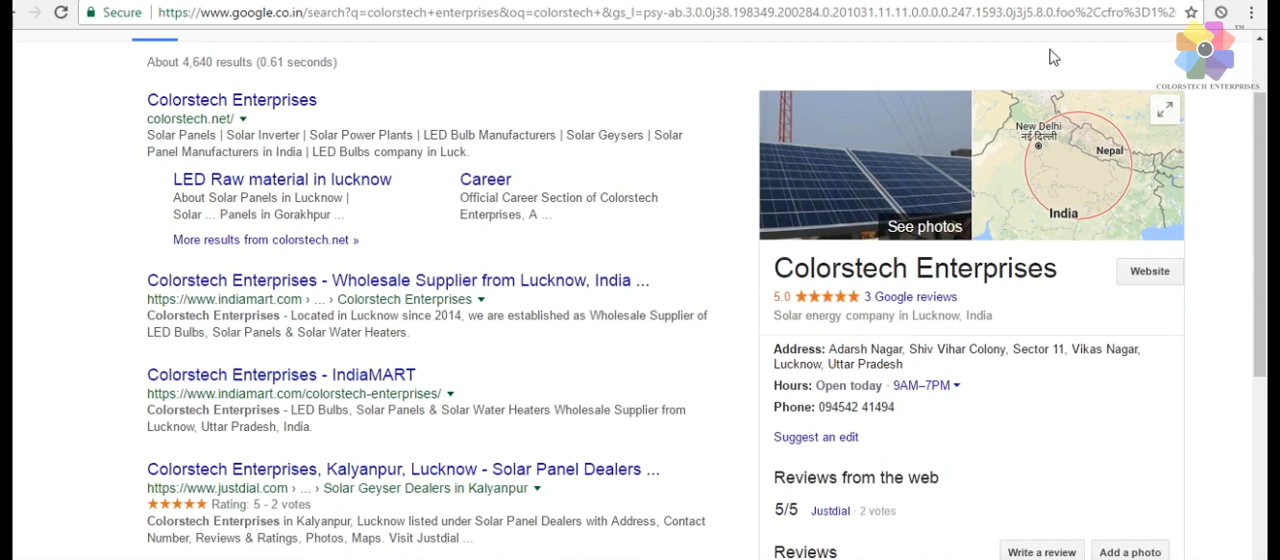 Secure https://www.google.co.in/search?q=colorstech+enterprises&oq=colorstech+&gs_l=psy-ab.3.0.0j38.198349.200284.0.201031.11.11.0.0.0.0.247.1593.0j3j5.8.0.foo%2Ccfro%3D1%2
TM
COLORSTECH ENTERPRISES
About 4,640 results (0.61 seconds)
Colorstech Enterprises
colorstech.net/
Solar Panels | Solar Inverter | Solar Power Plants | LED Bulb Manufacturers | Solar Geysers | Solar
Panel Manufacturers in India | LED Bulbs company in Luck.
LED Raw material in lucknow
About Solar Panels in Lucknow |
Solar ... Panels in Gorakhpur ...
Career
Official Career Section of Colorstech
Enterprises, A ...
More results from colorstech.net »
Colorstech Enterprises - Wholesale Supplier from Lucknow, India ...
https://www.indiamart.com › ... › Colorstech Enterprises
Colorstech Enterprises - Located in Lucknow since 2014, we are established as Wholesale Supplier of
LED Bulbs, Solar Panels & Solar Water Heaters.
Colorstech Enterprises - IndiaMART
https://www.indiamart.com/colorstech-enterprises/
Colorstech Enterprises - LED Bulbs, Solar Panels & Solar Water Heaters Wholesale Supplier from
Lucknow, Uttar Pradesh, India.
Colorstech Enterprises, Kalyanpur, Lucknow - Solar Panel Dealers ...
https://www.justdial.com › ... › Solar Geyser Dealers in Kalyanpur
Rating: 5 - 2 votes
Colorstech Enterprises in Kalyanpur, Lucknow listed under Solar Panel Dealers with Address, Contact
Number, Reviews & Ratings, Photos, Maps. Visit Justdial ...
See photos
New Delhi
नई दिल्ली
Nepal
India
Colorstech Enterprises
Website
5.0 3 Google reviews
Solar energy company in Lucknow, India
Address: Adarsh Nagar, Shiv Vihar Colony, Sector 11, Vikas Nagar,
Lucknow, Uttar Pradesh
Hours: Open today · 9AM–7PM
Phone: 094542 41494
Suggest an edit
Reviews from the web
5/5 Justdial · 2 votes
Reviews
Write a review
Add a photo